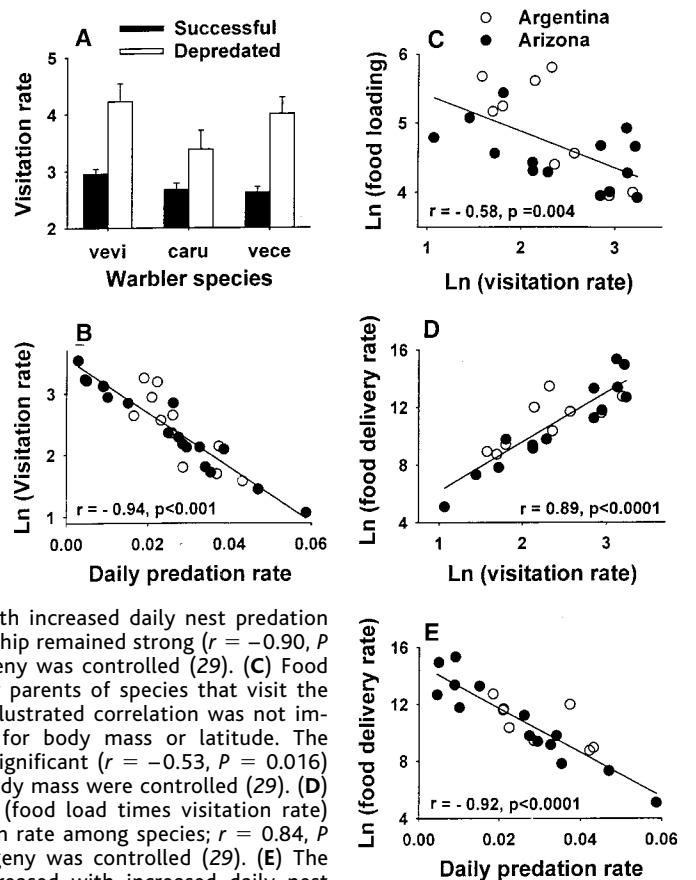 A
Successful
Depredated
Visitation rate
5
4
3
2
vevi caru vece
Warbler species
C
Argentina
Arizona
Ln (food loading)
6
5
4
r = - 0.58, p =0.004
1 2 3
Ln (visitation rate)
B
Ln (Visitation rate)
3
2
1
r = - 0.94, p<0.001
0.00 0.02 0.04 0.06
Daily predation rate
D
Ln (food delivery rate)
16
12
8
4
r = 0.89, p<0.0001
1 2 3
Ln (visitation rate)
th increased daily nest predation
ship remained strong (r = −0.90, P
eny was controlled (29). (C) Food
parents of species that visit the
llustrated correlation was not im-
for body mass or latitude. The
ignificant (r = −0.53, P = 0.016)
dy mass were controlled (29). (D)
(food load times visitation rate)
n rate among species; r = 0.84, P
geny was controlled (29). (E) The
creased with increased daily nest
E
Ln (food delivery rate)
16
12
8
4
r = - 0.92, p<0.0001
0.00 0.02 0.04 0.06
Daily predation rate